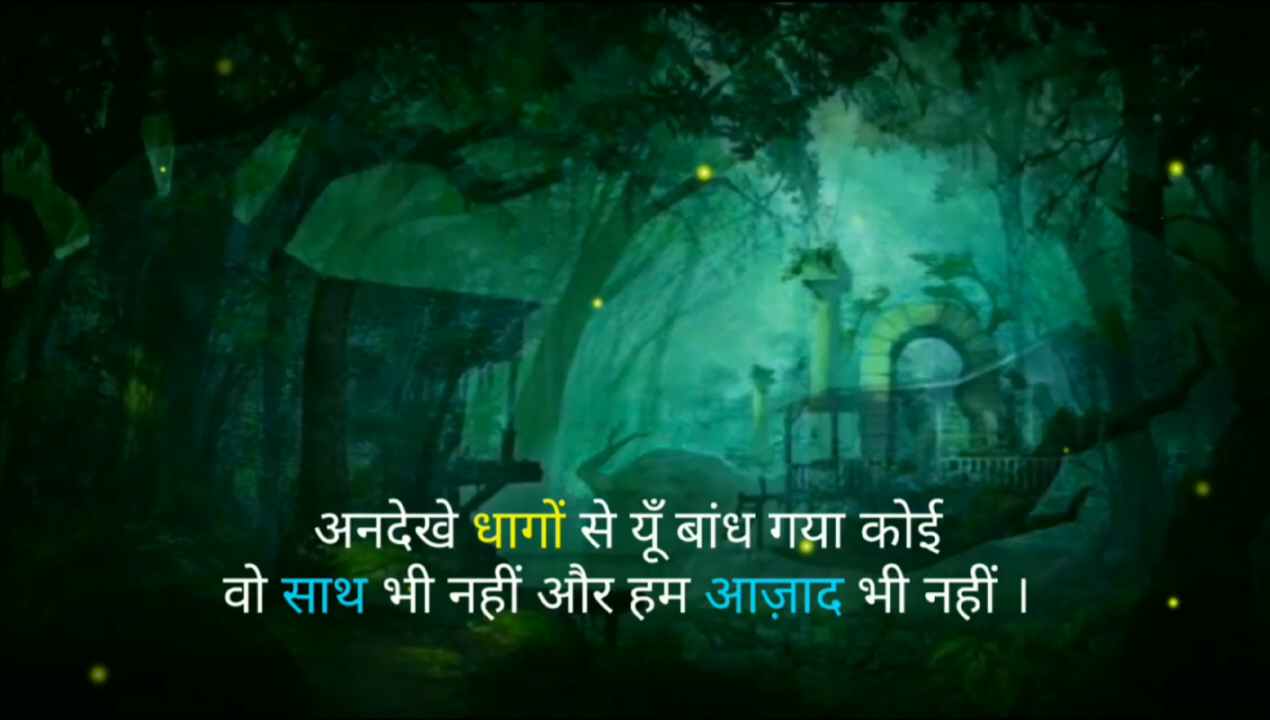 अनदेखे धागों से यूँ बांध गया कोई
वो साथ भी नहीं और हम आज़ाद भी नहीं ।